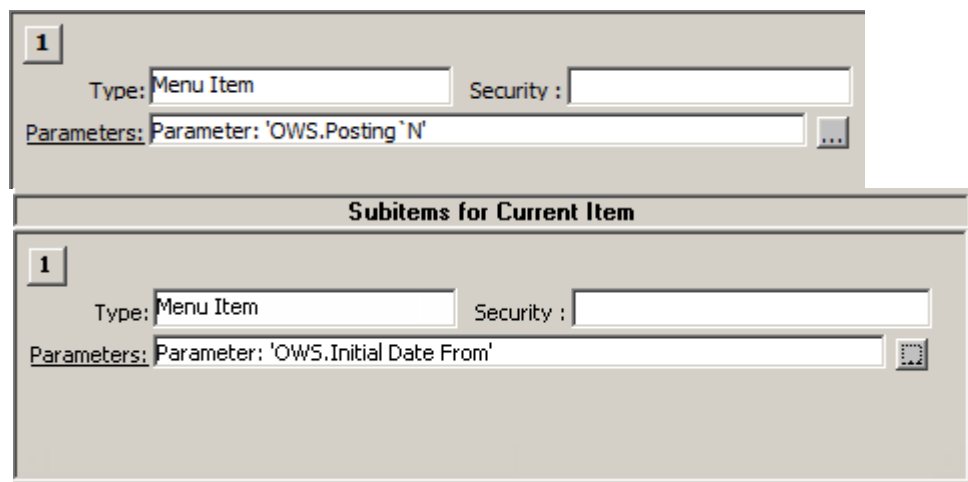 1
Type: Menu Item Security :
Parameters: Parameter: 'OWS.Posting`N' ...
Subitems for Current Item
1
Type: Menu Item Security :
Parameters: Parameter: 'OWS.Initial Date From' ...